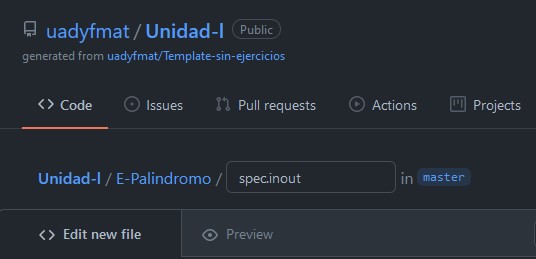 uadyfmat / Unidad-I Public
generated from uadyfmat/Template-sin-ejercicios
Code Issues Pull requests Actions Projects
Unidad-I / E-Palindromo / spec.inout in master
Edit new file Preview